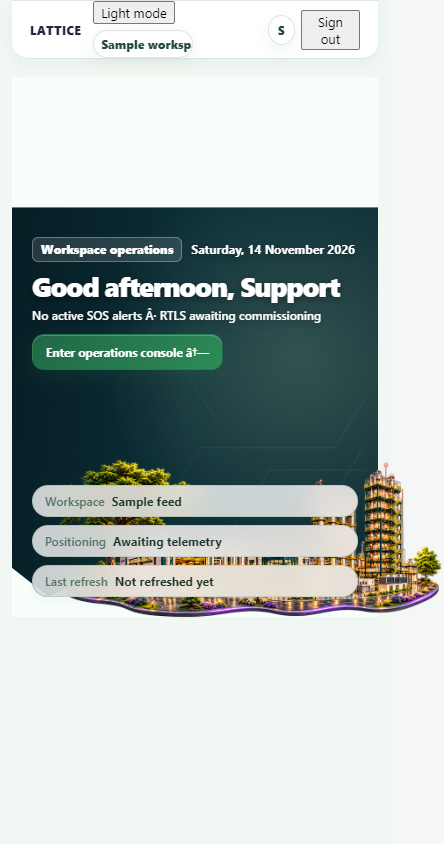 LATTICE
Light mode
Sample worksp
S
Sign
out
Workspace operations
Saturday, 14 November 2026
Good afternoon, Support
No active SOS alerts Â· RTLS awaiting commissioning
Enter operations console â†—
Workspace Sample feed
Positioning Awaiting telemetry
Last refresh Not refreshed yet